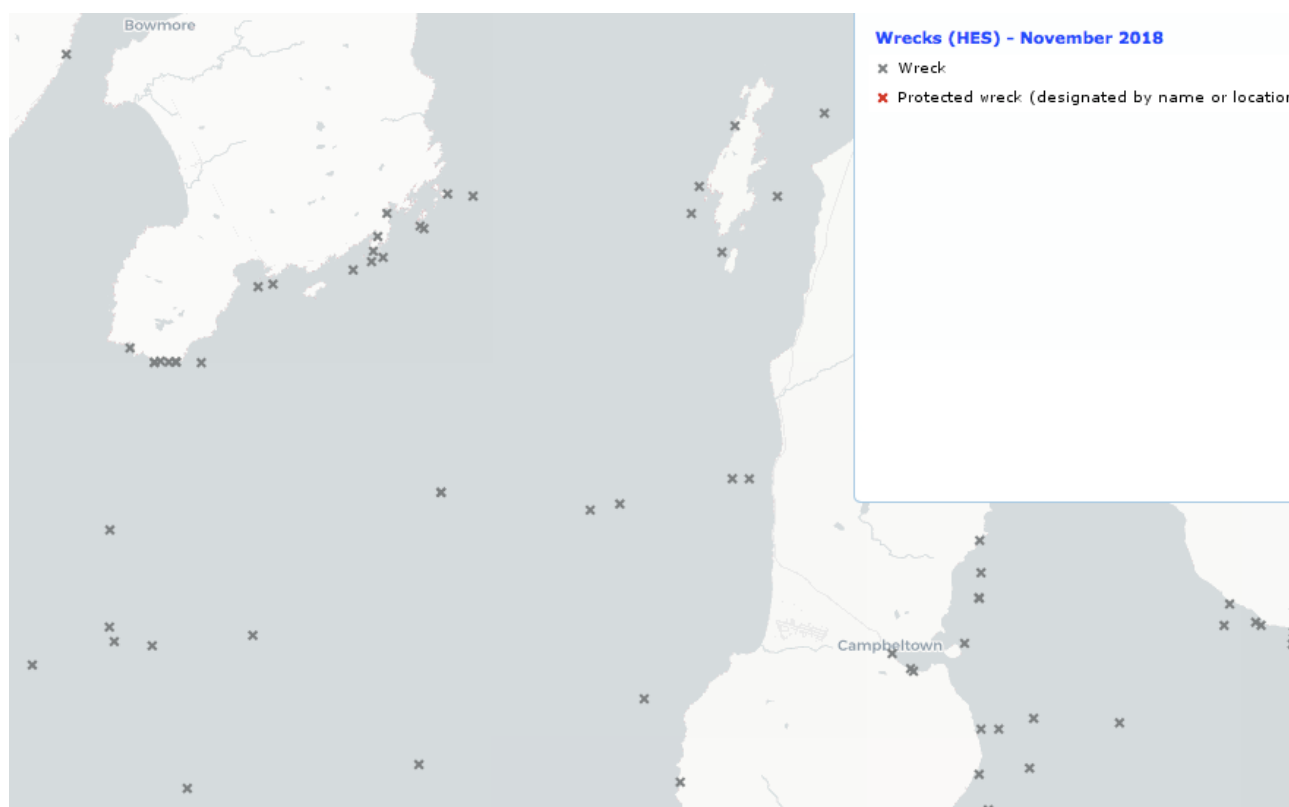 Bowmore
Wrecks (HES) - November 2018
Wreck
Protected wreck (designated by name or location
Campbeltown